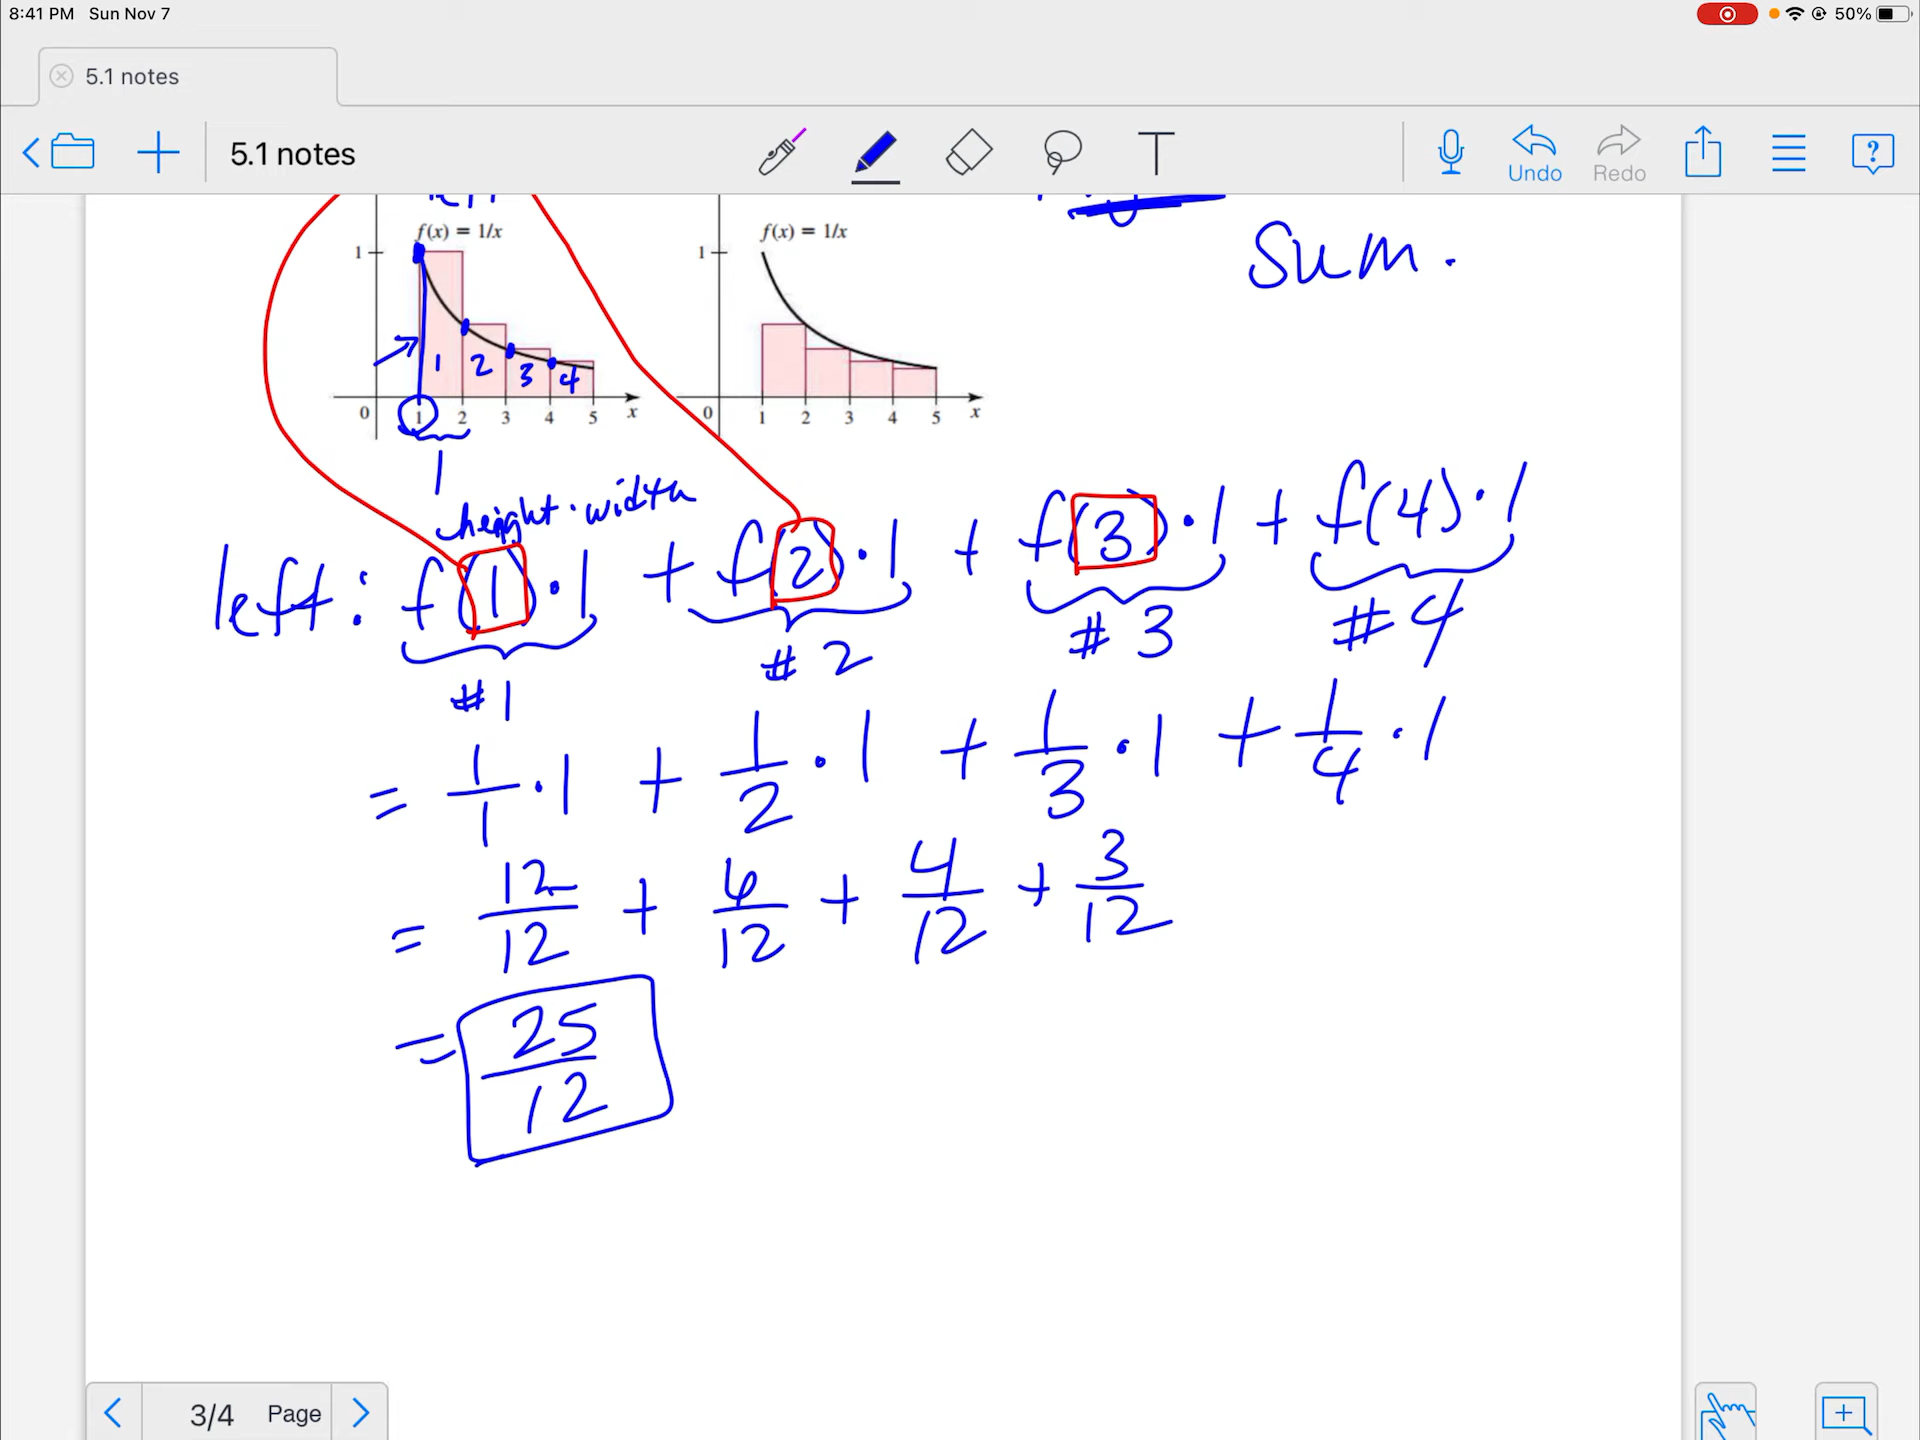 8:41 PM Sun Nov 7
50%
5.1 notes
5.1 notes
T
Undo
Redo
?
f(x) = 1/x
f(x) = 1/x
sum.
1
1
1 2 3 4
0 1 2 3 4 5 x
0 1 2 3 4 5 x
1
height · width
left: f(1)·1 + f(2)·1 + f(3)·1 + f(4)·1
#1 #2 #3 #4
= 1/1 · 1 + 1/2 · 1 + 1/3 · 1 + 1/4 · 1
= 12/12 + 6/12 + 4/12 + 3/12
= 25/12
3/4 Page